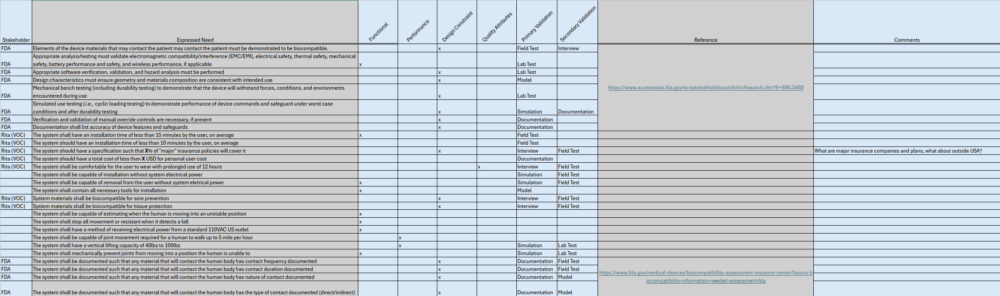 Stakeholder Expressed Need Functional Performance Design Constraint Quality Attributes Primary Validation Secondary Validation Reference Comments
FDA Elements of the device materials that may contact the patient may contact the patient must be demonstrated to be biocompatible. x Field Test Interview
Appropriate analysis/testing must validate electromagnetic compatibility/interference (EMC/EMI), electrical safety, thermal safety, mechanical
FDA safety, battery performance and safety, and wireless performance, if applicable x Lab Test
FDA Appropriate software verification, validation, and hazard analysis must be performed x Lab Test
FDA Design characteristics must ensure geometry and materials composition are consistent with intended use x Model
https://www.accessdata.fda.gov/scripts/cdrh/cfdocs/cfcfr/cfrsearch.cfm?fr=890.3480
Mechanical bench testing (including durability testing) to demonstrate that the device will withstand forces, conditions, and environments
FDA encountered during use x Lab Test
Simulated use testing (i.e., cyclic loading testing) to demonstrate performance of device commands and safeguard under worst case
FDA conditions and after durability testing x Simulation Documentation
FDA Verification and validation of manual override controls are necessary, if present x Documentation
FDA Documentation shall list accuracy of device features and safeguards x Documentation
Rita (VOC) The system shall have an installation time of less than 15 minutes by the user, on average x Field Test
Rita (VOC) The system should have an installation time of less than 10 minutes by the user, on average Field Test
Rita (VOC) The system should have a specification such that X% of "major" insurance policies will cover it x Interview Field Test What are major insurance companies and plans, what about outside USA?
Rita (VOC) The system should have a total cost of less than X USD for personal user cost Documentation
Rita (VOC) The system shall be comfortable for the user to wear with prolonged use of 12 hours x Interview Field Test
The system shall be capable of installation without system electrical power Simulation Field Test
The system shall be capable of removal from the user without system eletrical power x Simulation Field Test
The system shall contain all necessary tools for installation x Model
Rita (VOC) System materials shall be biocompatible for sore prevention x Interview Field Test
Rita (VOC) System materials shall be biocompatible for tissue protection x Interview Field Test
The system shall be capable of estimating when the human is moving into an unstable position x
The system shall stop all movement or resistant when it detects a fall x
The system shall have a method of receiving electrical power from a standard 110VAC US outlet x
The system shall be capable of joint movement required for a human to walk up to 5 mile per hour x
The system shall have a vertical lifting capacity of 40lbs to 100lbs x Simulation Lab Test
The system shall mechanically prevent joints from moving into a position the human is unable to x Simulation Lab Test
FDA The system shall be documented such that any material that will contact the human body has contact frequency documented x Documentation Field Test
FDA The system shall be documented such that any material that will contact the human body has contact duration documented x Documentation Field Test
https://www.fda.gov/medical-devices/biocompatibility-assessment-resource-center/basics-b
iocompatibility-information-needed-assessment-fda
FDA The system shall be documented such that any material that will contact the human body has nature of contact documented x Documentation Model
FDA The system shall be documented such that any material that will contact the human body has the type of contact documented (direct/indirect) x Documentation Model